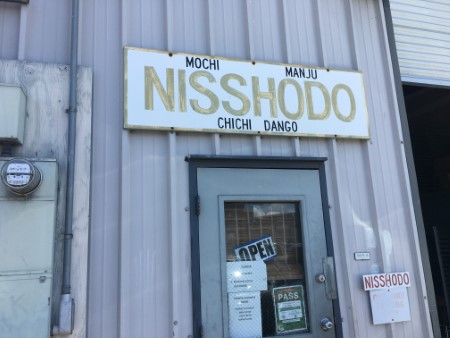 MOCHI MANJU
NISSHODO
CHICHI DANGO
OPEN
PASS
NISSHODO